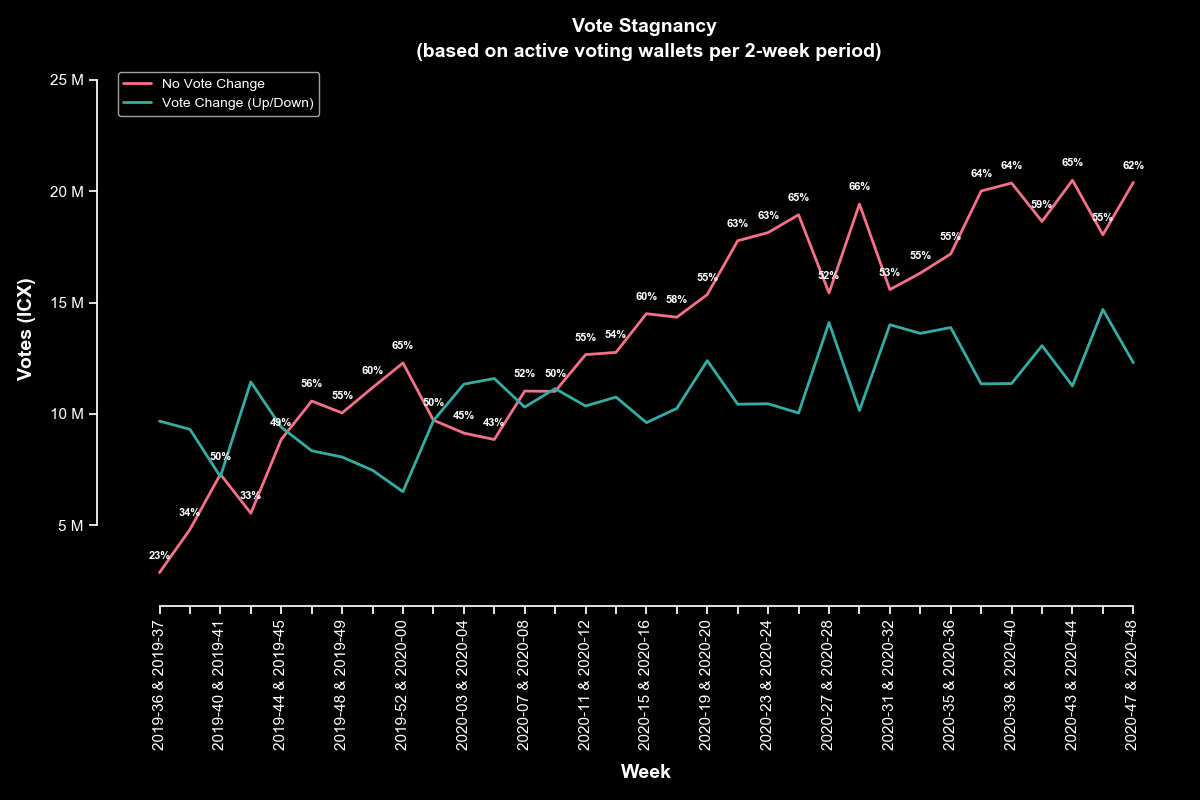 Vote Stagnancy
(based on active voting wallets per 2-week period)
No Vote Change
Vote Change (Up/Down)
25 M
20 M
15 M
10 M
5 M
Votes (ICX)
23%
34%
50%
33%
49%
56%
55%
60%
65%
50%
45%
43%
52%
50%
55%
54%
60%
58%
55%
63%
63%
65%
52%
66%
53%
55%
55%
64%
64%
59%
65%
55%
62%
2019-36 & 2019-37
2019-40 & 2019-41
2019-44 & 2019-45
2019-48 & 2019-49
2019-52 & 2020-00
2020-03 & 2020-04
2020-07 & 2020-08
2020-11 & 2020-12
2020-15 & 2020-16
2020-19 & 2020-20
2020-23 & 2020-24
2020-27 & 2020-28
2020-31 & 2020-32
2020-35 & 2020-36
2020-39 & 2020-40
2020-43 & 2020-44
2020-47 & 2020-48
Week